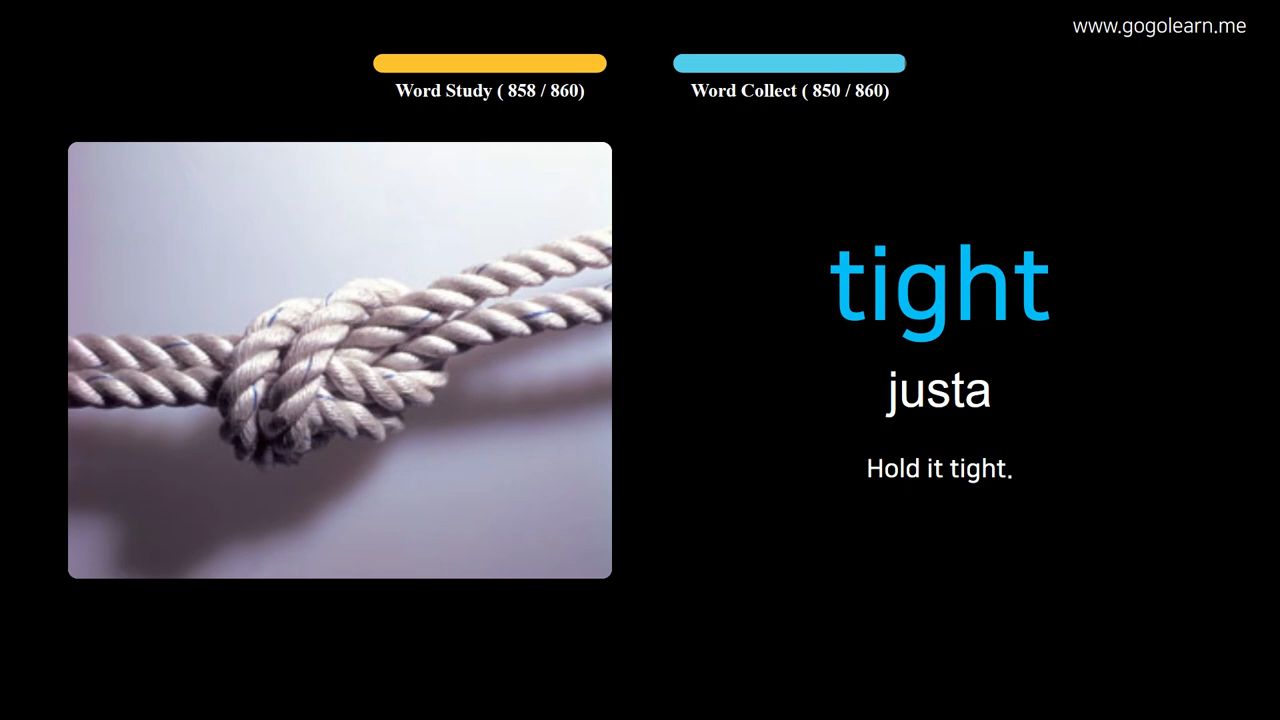 www.gogolearn.me
Word Study ( 858 / 860)
Word Collect ( 850 / 860)
tight
justa
Hold it tight.